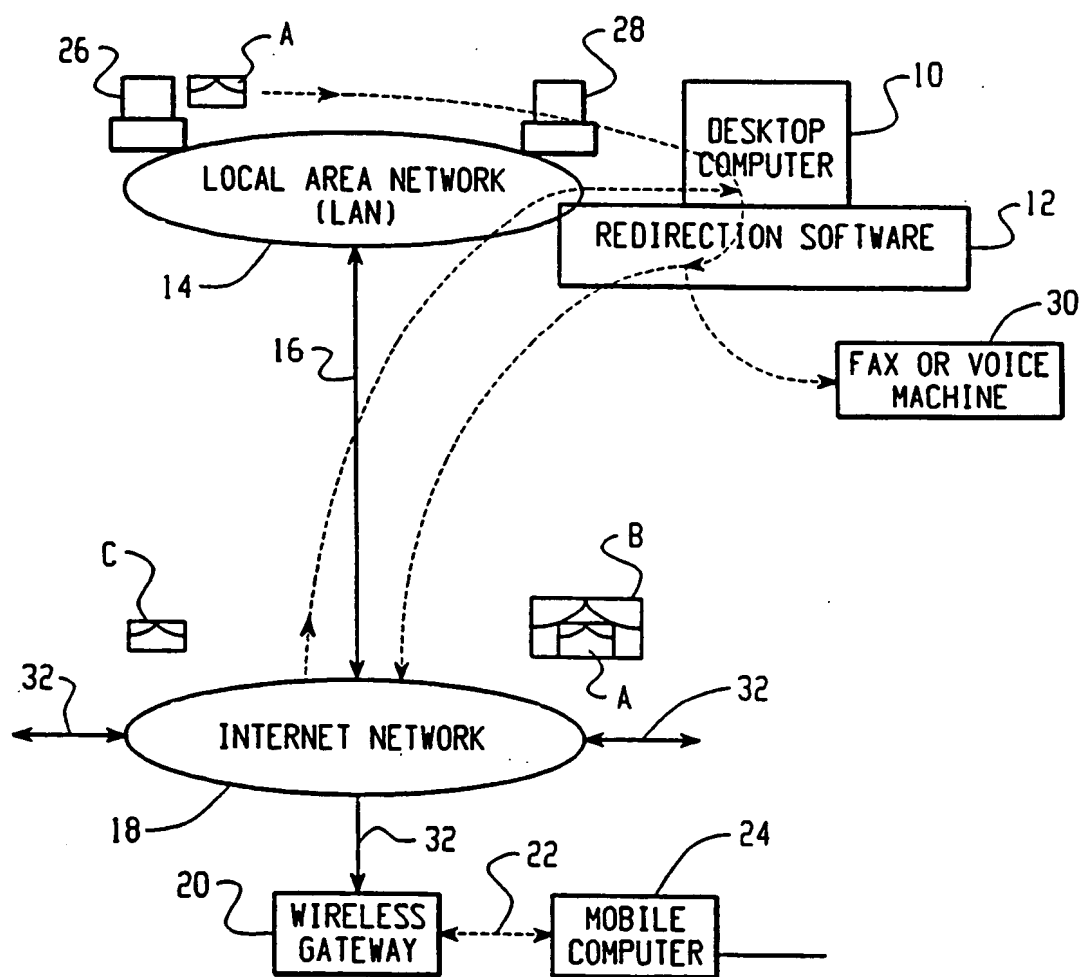 26
A
28
10
DESKTOP
COMPUTER
LOCAL AREA NETWORK
(LAN)
12
REDIRECTION SOFTWARE
14
30
16
FAX OR VOICE
MACHINE
C
B
A
32
32
INTERNET NETWORK
18
32
24
20
22
WIRELESS
GATEWAY
MOBILE
COMPUTER